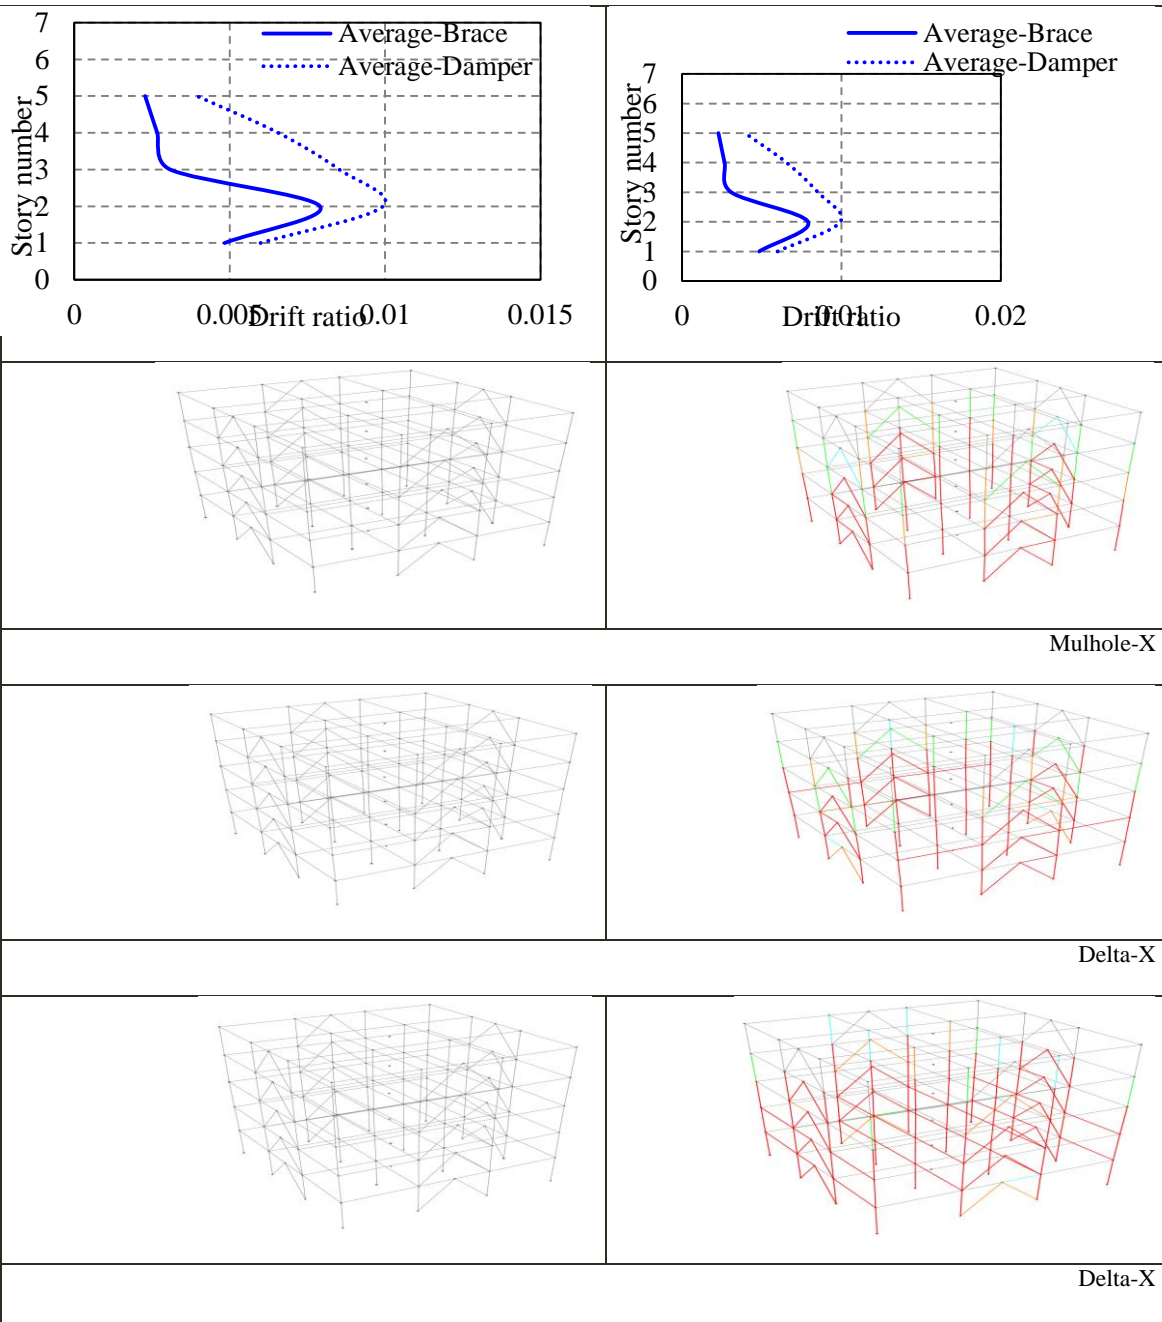 Average-Brace
Average-Damper
7
6
5
4
3
2
1
0
Story number
0
0.005
0.01
0.015
Drift ratio
Average-Brace
Average-Damper
7
6
5
4
3
2
1
0
Story number
0
0.01
0.02
Drift ratio
Mulhole-X
Delta-X
Delta-X